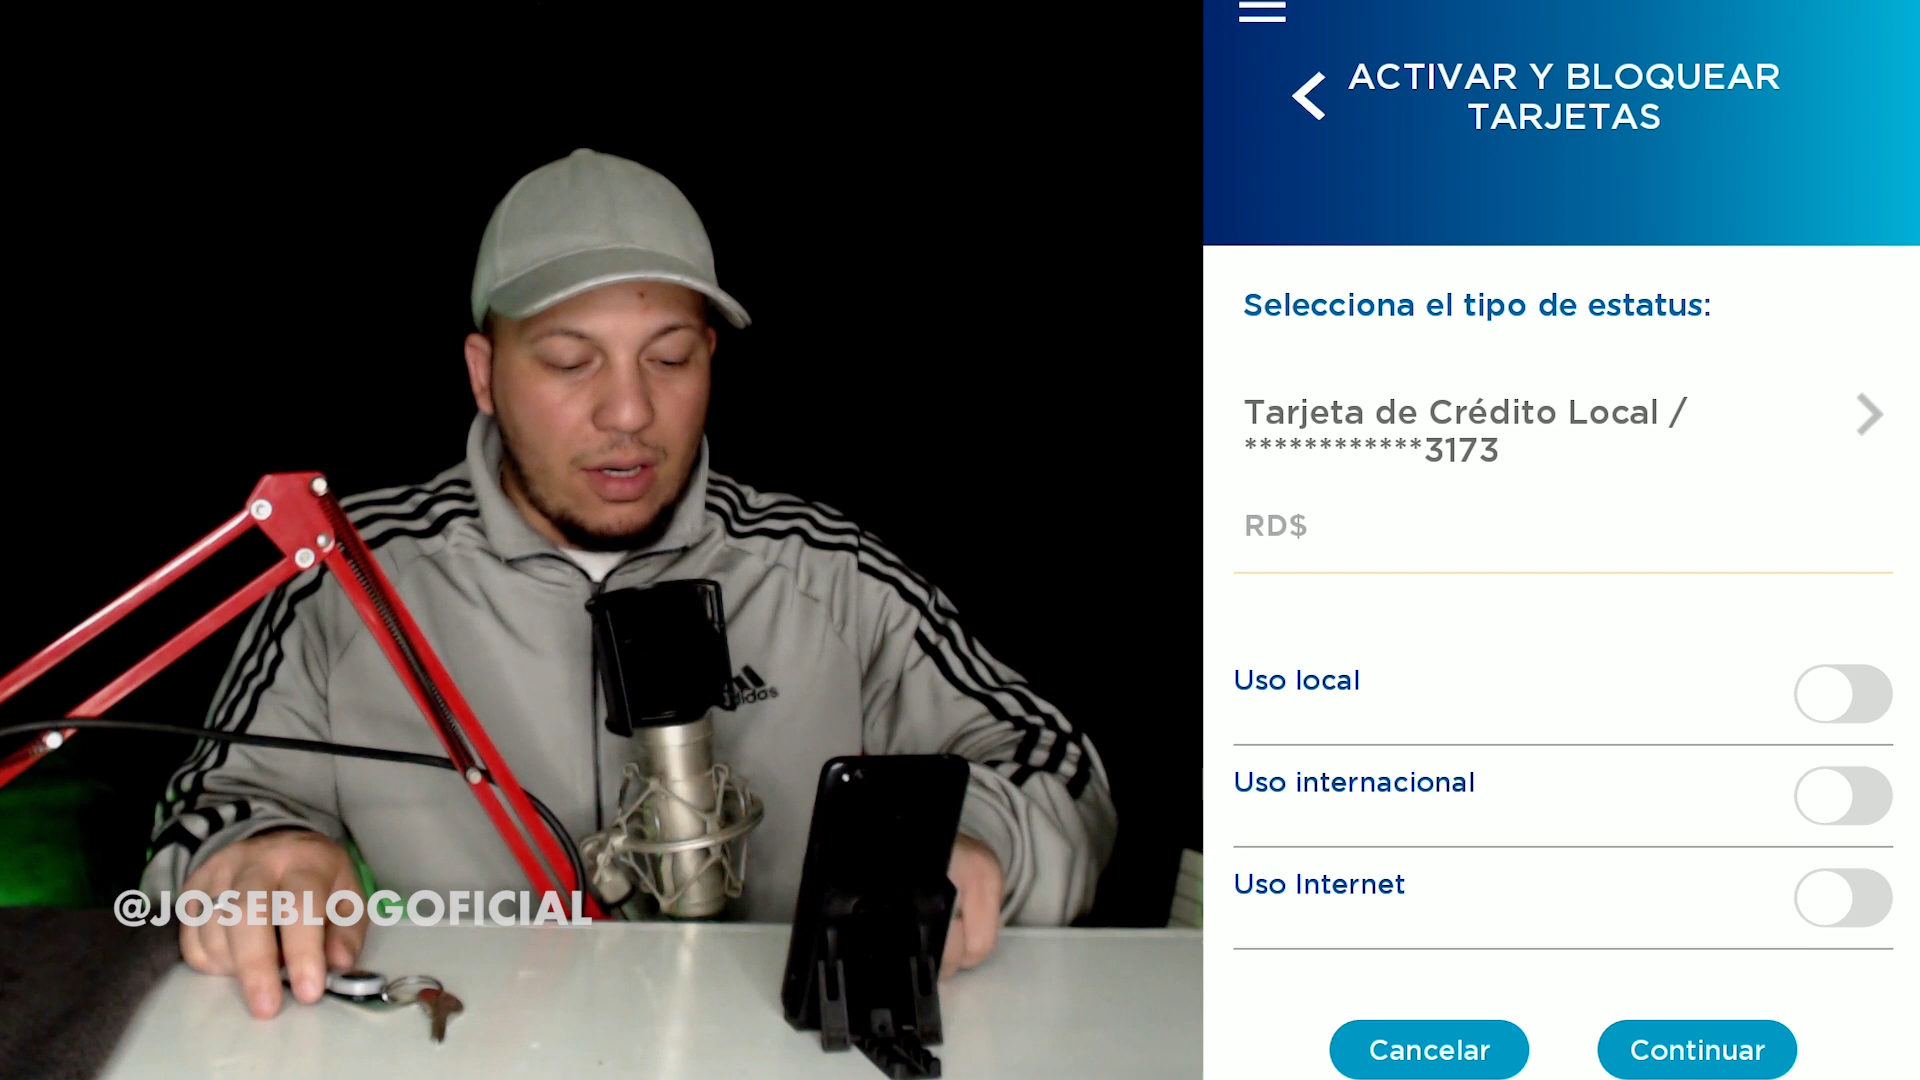 ACTIVAR Y BLOQUEAR
TARJETAS
Selecciona el tipo de estatus:
Tarjeta de Crédito Local /
************3173
RD$
Uso local
Uso internacional
Uso Internet
Cancelar
Continuar
adidas
@JOSEBLOGOFICIAL